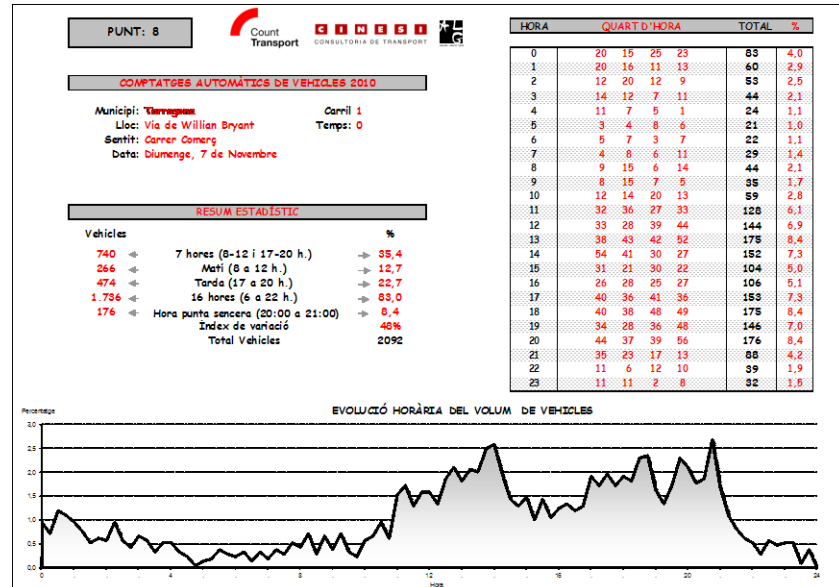 PUNT: 8
Count
Transport
CINESI
CONSULTORIA DE TRANSPORT
COMPTATGES AUTOMÀTICS DE VEHICLES 2010
Municipi: Carril 1
Lloc: Via de Willian Bryant Temps: 0
Sentit: Carrer Comerç
Data: Diumenge, 7 de Novembre
RESUM ESTADÍSTIC
Vehicles %
740 7 hores (8-12 i 17-20 h.) 35,4
266 Matí (8 a 12 h.) 12,7
474 Tarda (17 a 20 h.) 22,7
1.736 16 hores (6 a 22 h.) 83,0
176 Hora punta sencera (20:00 a 21:00) 8,4
Índex de variació 48%
Total Vehicles 2092
HORA QUART D'HORA TOTAL %
0 20 15 25 23 83 4,0
1 20 16 11 13 60 2,9
2 12 20 12 9 53 2,5
3 14 12 7 11 44 2,1
4 11 7 5 1 24 1,1
5 3 4 8 6 21 1,0
6 5 7 3 7 22 1,1
7 4 8 6 11 29 1,4
8 9 15 6 14 44 2,1
9 8 15 7 5 35 1,7
10 12 14 20 13 59 2,8
11 32 36 27 33 128 6,1
12 33 28 39 44 144 6,9
13 38 43 42 52 175 8,4
14 54 41 30 27 152 7,3
15 31 21 30 22 104 5,0
16 26 28 25 27 106 5,1
17 40 36 41 36 153 7,3
18 40 38 48 49 175 8,4
19 34 28 36 48 146 7,0
20 44 37 39 56 176 8,4
21 35 23 17 13 88 4,2
22 11 6 12 10 39 1,9
23 11 11 2 8 32 1,5
Percentatge
EVOLUCIÓ HORÀRIA DEL VOLUM DE VEHICLES
3,0
2,5
2,0
1,5
1,0
0,5
0,0
0 4 8 12 16 20 24
Hora